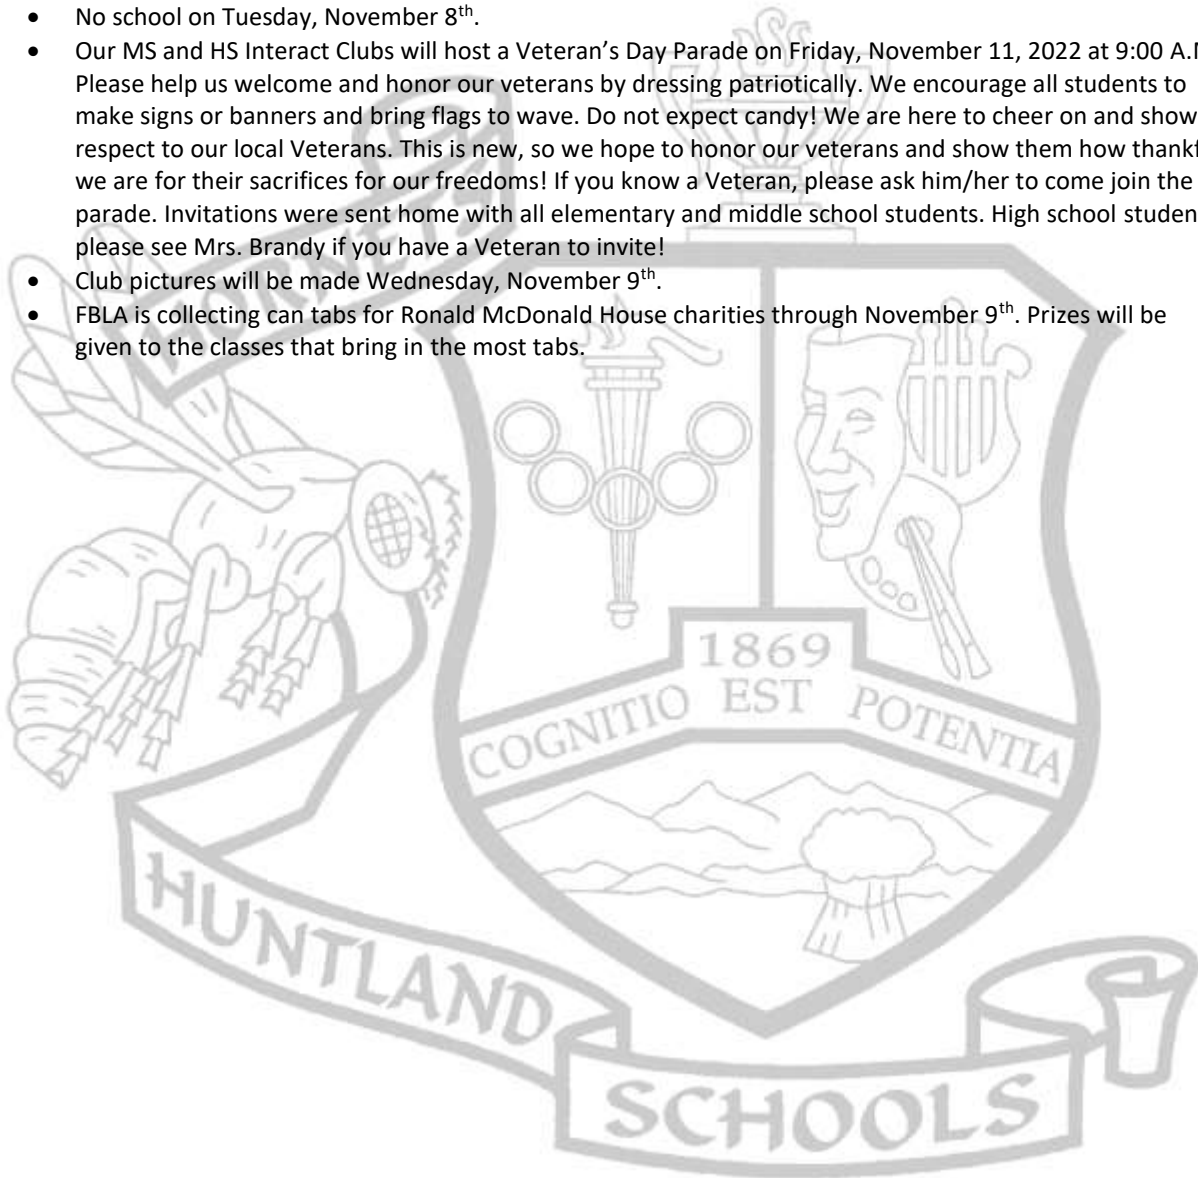 • No school on Tuesday, November 8th.
• Our MS and HS Interact Clubs will host a Veteran's Day Parade on Friday, November 11, 2022 at 9:00
Please help us welcome and honor our veterans by dressing patriotically. We encourage all students to
make signs or banners and bring flags to wave. Do not expect candy! We are here to cheer on and show
respect to our local Veterans. This is new, so we hope to honor our veterans and show them how
we are for their sacrifices for our freedoms! If you know a Veteran, please ask him/her to come join the
parade. Invitations were sent home with all elementary and middle school students. High school
please see Mrs. Brandy if you have a Veteran to invite!
• Club pictures will be made Wednesday, November 9th.
• FBLA is collecting can tabs for Ronald McDonald House charities through November 9th. Prizes will be
given to the classes that bring in the most tabs.
HORNETS
1869
COGNITIO EST POTENTIA
HUNTLAND
SCHOOLS